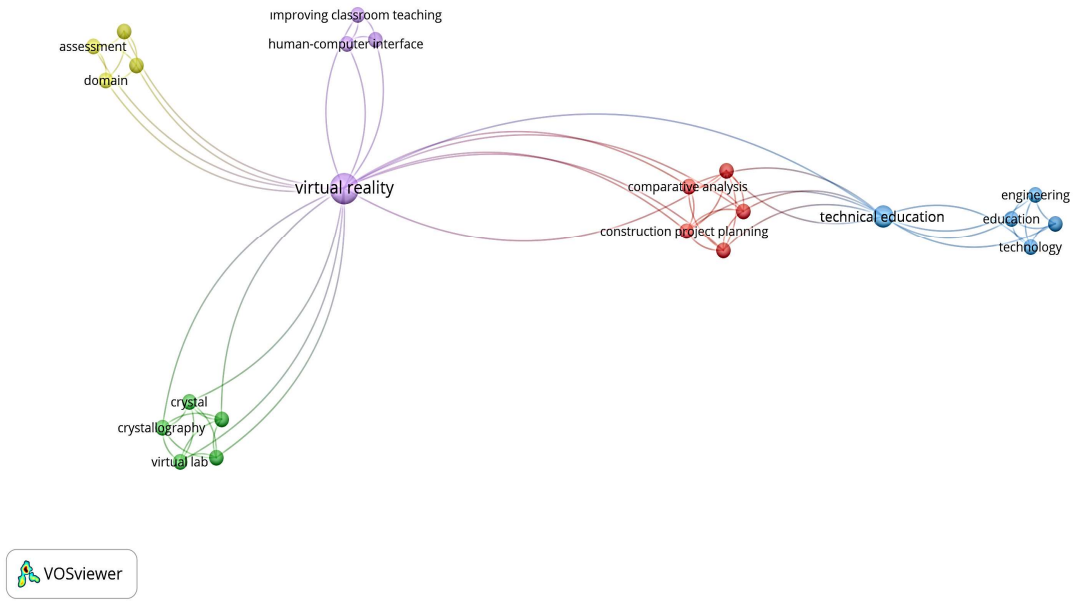 improving classroom teaching
assessment
human-computer interface
domain
virtual reality
comparative analysis
construction project planning
technical education
engineering
education
technology
crystal
crystallography
virtual lab
VOSviewer